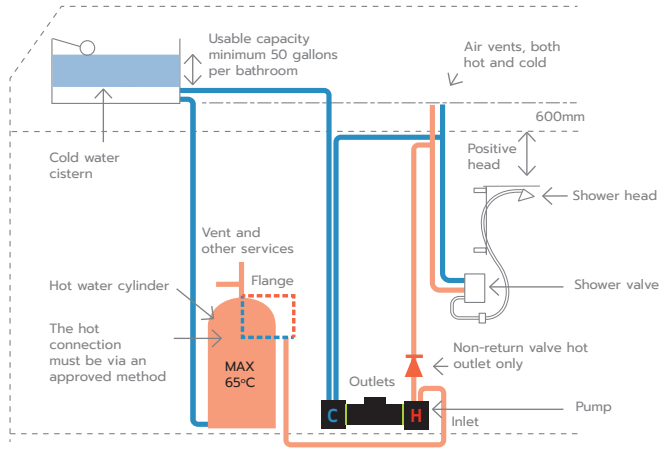 Usable capacity
minimum 50 gallons
per bathroom
Air vents, both
hot and cold
600mm
Cold water
cistern
Positive
head
Shower head
Vent and
other services
Flange
Hot water cylinder
Shower valve
The hot
connection
must be via an
approved method
MAX
65°C
Non-return valve hot
outlet only
Outlets
C
H
Inlet
Pump